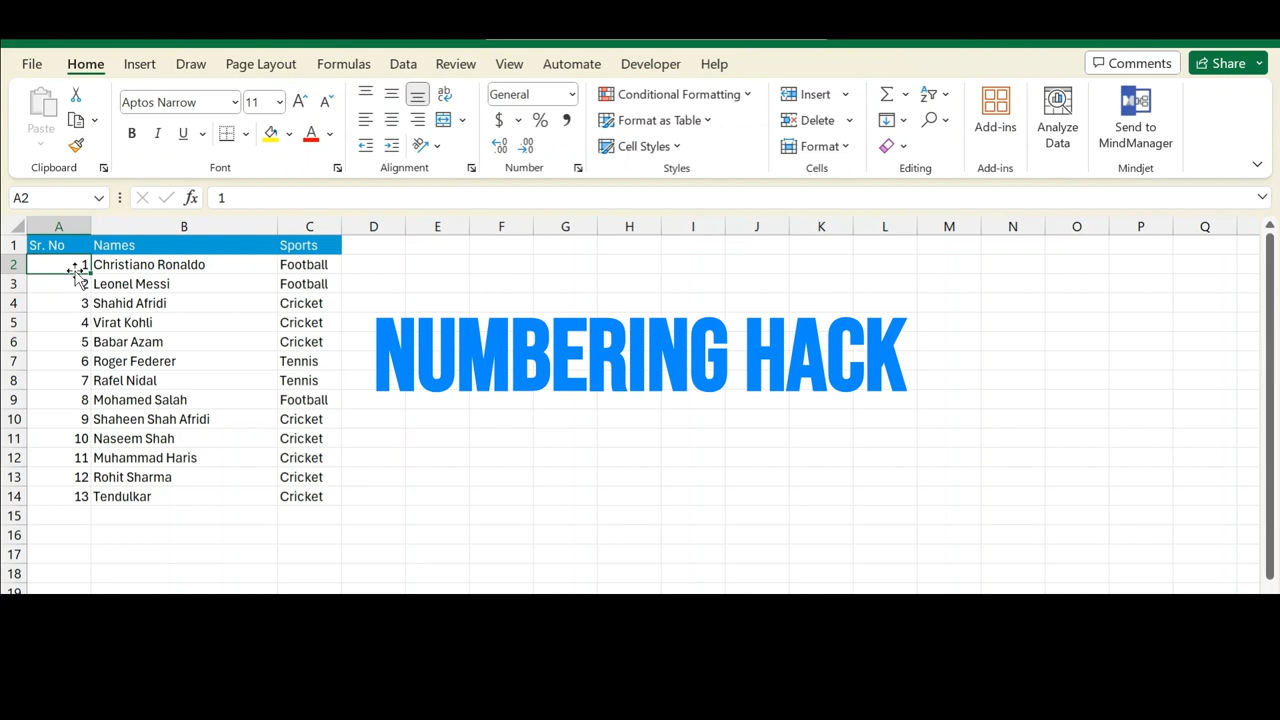 File Home Insert Draw Page Layout Formulas Data Review View Automate Developer Help Comments Share
Paste
Clipboard
Aptos Narrow 11
B I U A
Font
ab
Alignment
General
$ % 9
Number
Conditional Formatting
Format as Table
Cell Styles
Styles
Insert
Delete
Format
Cells
Editing
Add-ins
Add-ins
Analyze
Data
Send to
MindManager
Mindjet
A2 fx 1
A B C D E F G H I J K L M N O P Q
1 Sr. No Names Sports
2 1 Christiano Ronaldo Football
3 2 Leonel Messi Football
4 3 Shahid Afridi Cricket
5 4 Virat Kohli Cricket
6 5 Babar Azam Cricket
7 6 Roger Federer Tennis
8 7 Rafel Nidal Tennis
9 8 Mohamed Salah Football
10 9 Shaheen Shah Afridi Cricket
11 10 Naseem Shah Cricket
12 11 Muhammad Haris Cricket
13 12 Rohit Sharma Cricket
14 13 Tendulkar Cricket
15
16
17
18
19
NUMBERING HACK